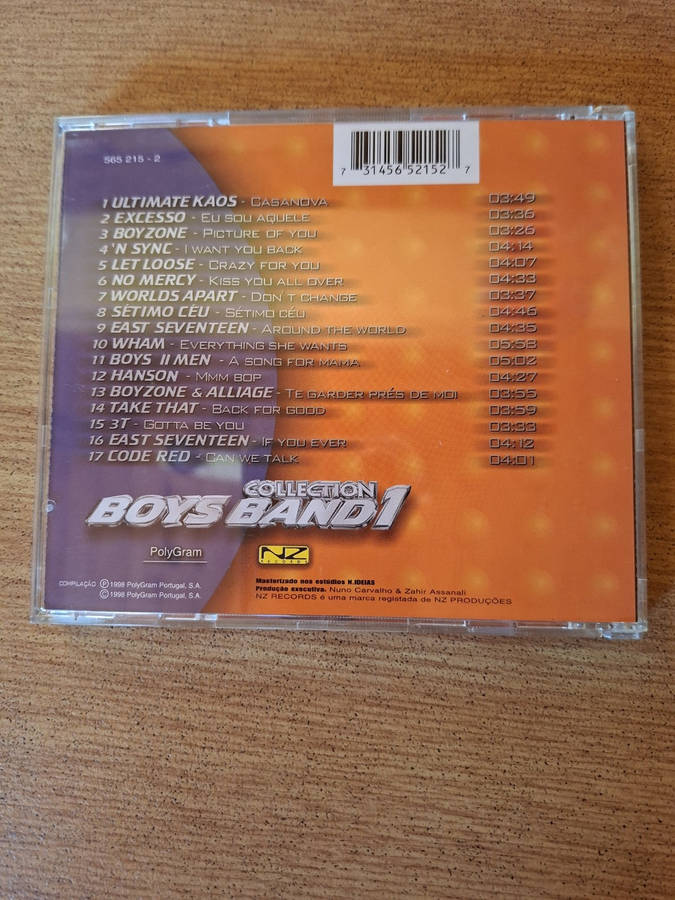 565 215 - 2
7 31456 52152 7
1 ULTIMATE KAOS - CASANOVA 03:49
2 EXCESSO - EU SOU AQUELE 03:36
3 BOYZONE - PICTURE OF YOU 03:26
4 'N SYNC - I WANT YOU BACK 04:14
5 LET LOOSE - CRAZY FOR YOU 04:07
6 NO MERCY - KISS YOU ALL OVER 04:33
7 WORLDS APART - DON'T CHANGE 03:37
8 SÉTIMO CÉU - SÉTIMO CÉU 04:46
9 EAST SEVENTEEN - AROUND THE WORLD 04:35
10 WHAM - EVERYTHING SHE WANTS 05:58
11 BOYS II MEN - A SONG FOR MAMA 05:02
12 HANSON - MMM BOP 04:27
13 BOYZONE & ALLIAGE - TE GARDER PRÉS DE MOI 03:55
14 TAKE THAT - BACK FOR GOOD 03:59
15 3T - GOTTA BE YOU 03:33
16 EAST SEVENTEEN - IF YOU EVER 04:12
17 CODE RED - CAN WE TALK 04:01
COLLECTION
BOYS BAND 1
PolyGram
NZ
RECORDS
COMPILAÇÃO Ⓟ 1998 PolyGram Portugal, S.A.
© 1998 PolyGram Portugal, S.A.
Masterizado nos estúdios N.IDEIAS
Produção executiva. Nuno Carvalho & Zahir Assanali
NZ RECORDS é uma marca registada de NZ PRODUÇÕES